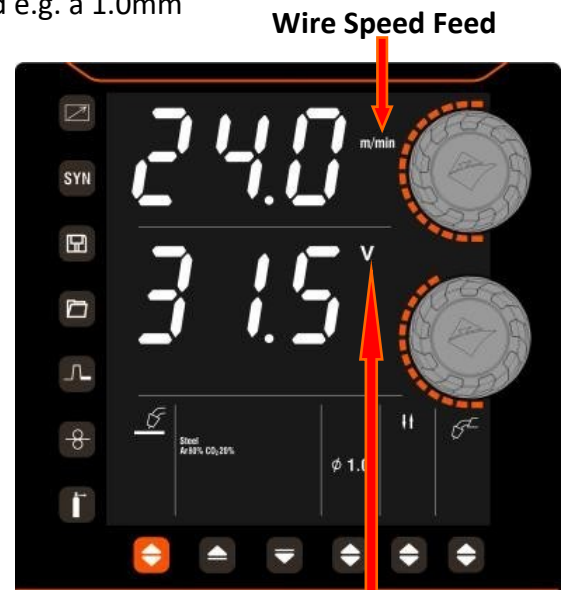 d e.g. a 1.0mm
Wire Speed Feed
24.0 m/min
SYN
31.5 V
Steel
Ar80% CO₂20%
ϕ 1.0